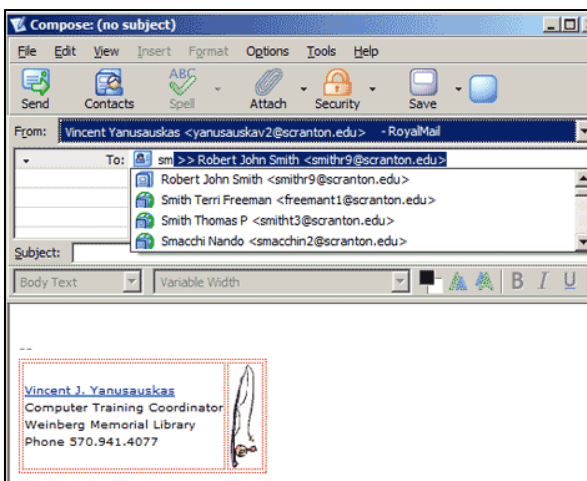 Compose: (no subject)
File Edit View Insert Format Options Tools Help
ABC
Send Contacts Spell Attach Security Save
From: Vincent Yanusauskas <yanusauskav2@scranton.edu> - RoyalMail
To: sm >> Robert John Smith <smithr9@scranton.edu>
Robert John Smith <smithr9@scranton.edu>
Smith Terri Freeman <freemant1@scranton.edu>
Smith Thomas P <smitht3@scranton.edu>
Smacchi Nando <smacchin2@scranton.edu>
Subject:
Body Text Variable Width B I U
--
Vincent J. Yanusauskas
Computer Training Coordinator
Weinberg Memorial Library
Phone 570.941.4077